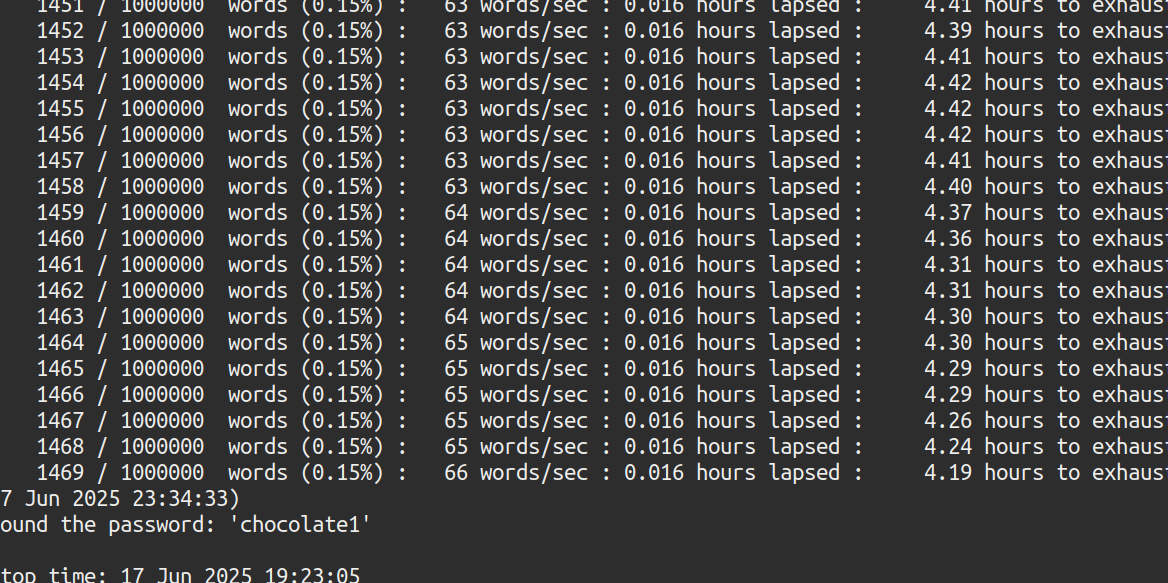 1451 / 1000000  words (0.15%) :   63 words/sec : 0.016 hours lapsed :     4.41 hours to exhaus
1452 / 1000000  words (0.15%) :   63 words/sec : 0.016 hours lapsed :     4.39 hours to exhaus
1453 / 1000000  words (0.15%) :   63 words/sec : 0.016 hours lapsed :     4.41 hours to exhaus
1454 / 1000000  words (0.15%) :   63 words/sec : 0.016 hours lapsed :     4.42 hours to exhaus
1455 / 1000000  words (0.15%) :   63 words/sec : 0.016 hours lapsed :     4.42 hours to exhaus
1456 / 1000000  words (0.15%) :   63 words/sec : 0.016 hours lapsed :     4.42 hours to exhaus
1457 / 1000000  words (0.15%) :   63 words/sec : 0.016 hours lapsed :     4.41 hours to exhaus
1458 / 1000000  words (0.15%) :   63 words/sec : 0.016 hours lapsed :     4.40 hours to exhaus
1459 / 1000000  words (0.15%) :   64 words/sec : 0.016 hours lapsed :     4.37 hours to exhaus
1460 / 1000000  words (0.15%) :   64 words/sec : 0.016 hours lapsed :     4.36 hours to exhaus
1461 / 1000000  words (0.15%) :   64 words/sec : 0.016 hours lapsed :     4.31 hours to exhaus
1462 / 1000000  words (0.15%) :   64 words/sec : 0.016 hours lapsed :     4.31 hours to exhaus
1463 / 1000000  words (0.15%) :   64 words/sec : 0.016 hours lapsed :     4.30 hours to exhaus
1464 / 1000000  words (0.15%) :   65 words/sec : 0.016 hours lapsed :     4.30 hours to exhaus
1465 / 1000000  words (0.15%) :   65 words/sec : 0.016 hours lapsed :     4.29 hours to exhaus
1466 / 1000000  words (0.15%) :   65 words/sec : 0.016 hours lapsed :     4.29 hours to exhaus
1467 / 1000000  words (0.15%) :   65 words/sec : 0.016 hours lapsed :     4.26 hours to exhaus
1468 / 1000000  words (0.15%) :   65 words/sec : 0.016 hours lapsed :     4.24 hours to exhaus
1469 / 1000000  words (0.15%) :   66 words/sec : 0.016 hours lapsed :     4.19 hours to exhaus
7 Jun 2025 23:34:33)
ound the password: 'chocolate1'
top time: 17 Jun 2025 19:23:05